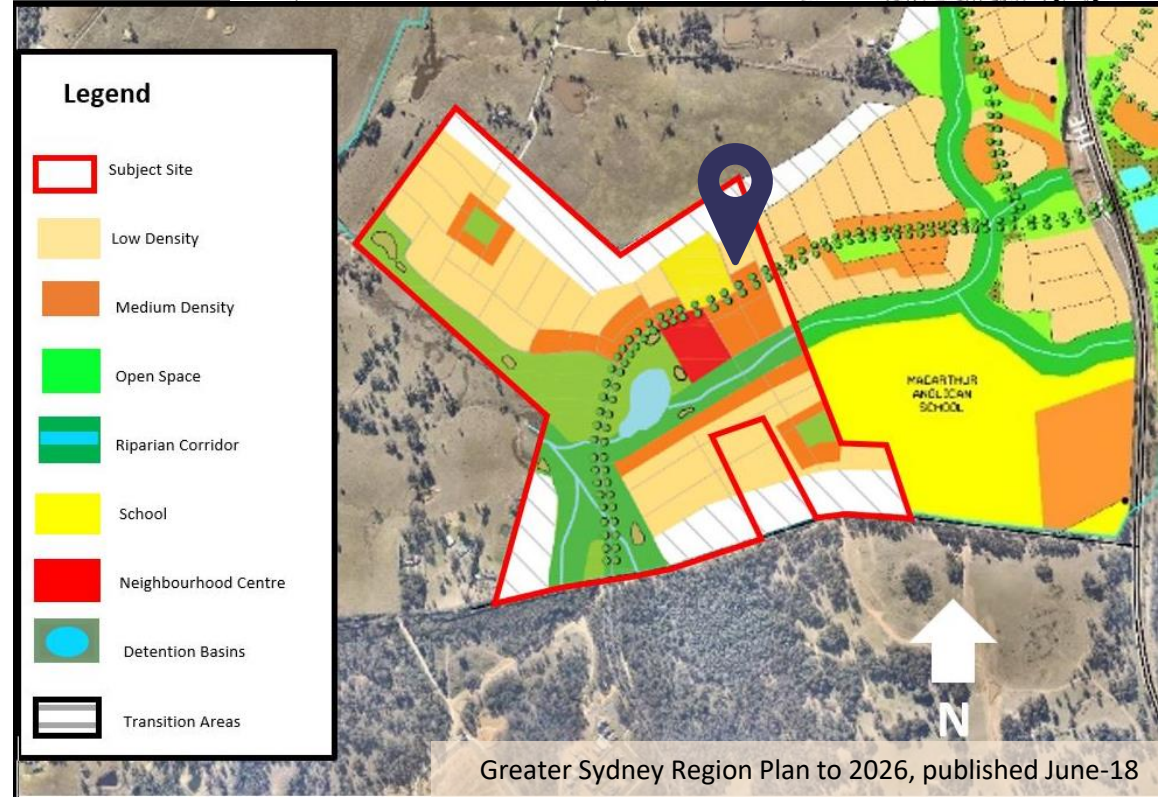 Legend
Subject Site
Low Density
Medium Density
Open Space
Riparian Corridor
School
Neighbourhood Centre
Detention Basins
Transition Areas
MACARTHUR
ANGLICAN
SCHOOL
N
Greater Sydney Region Plan to 2026, published June-18